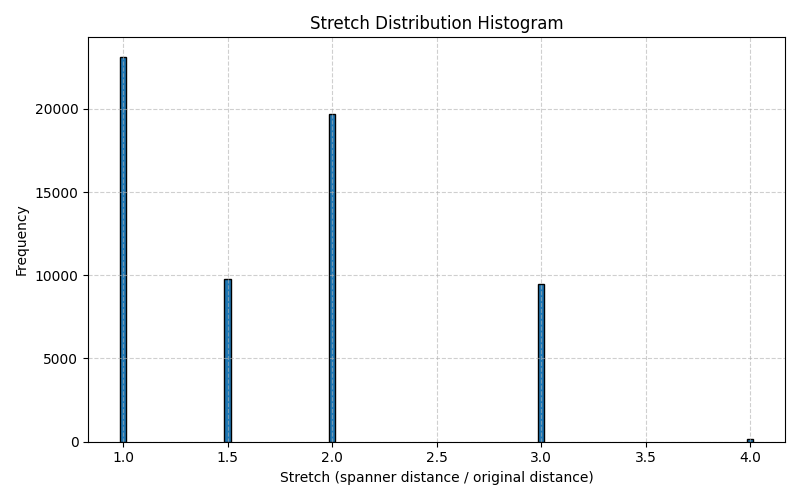 Stretch Distribution Histogram
Frequency
20000
15000
10000
5000
0
1.0 1.5 2.0 2.5 3.0 3.5 4.0
Stretch (spanner distance / original distance)